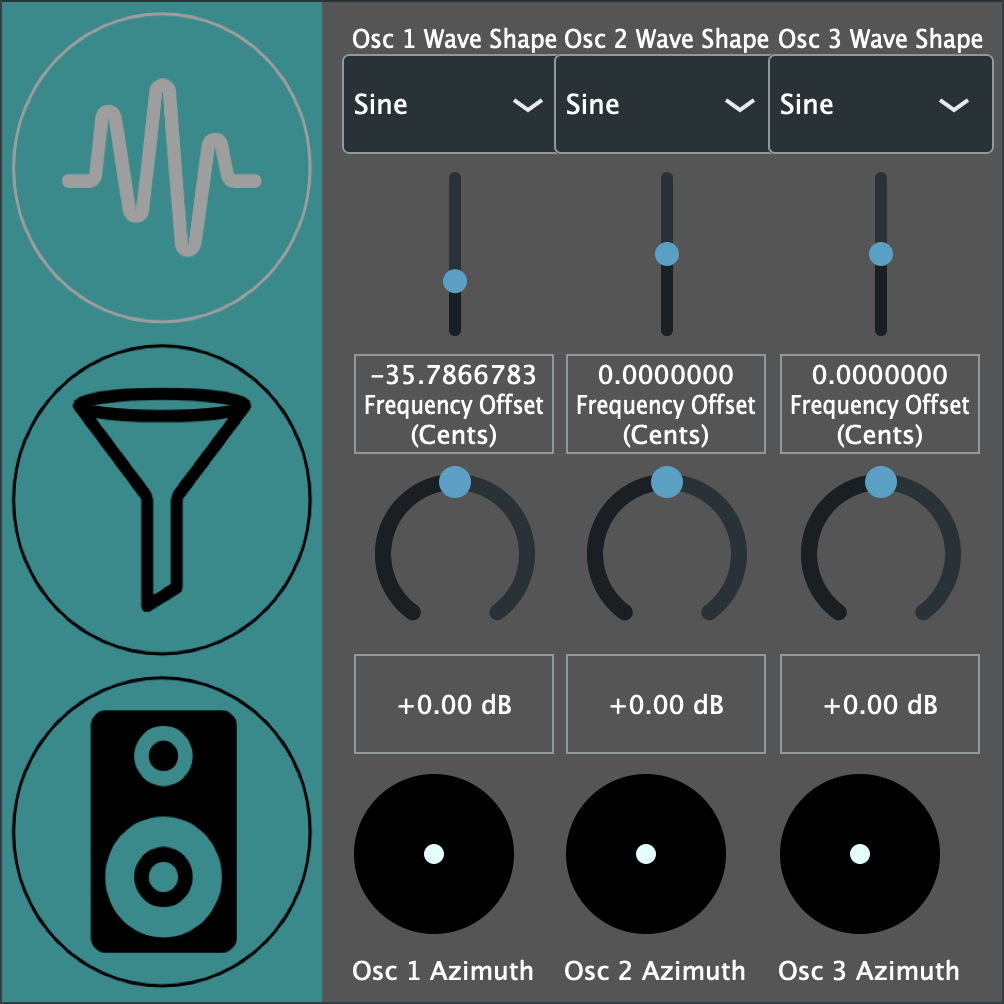 Osc 1 Wave Shape Osc 2 Wave Shape Osc 3 Wave Shape
Sine Sine Sine
−35.7866783 0.0000000 0.0000000
Frequency Offset Frequency Offset Frequency Offset
(Cents) (Cents) (Cents)
+0.00 dB +0.00 dB +0.00 dB
Osc 1 Azimuth Osc 2 Azimuth Osc 3 Azimuth